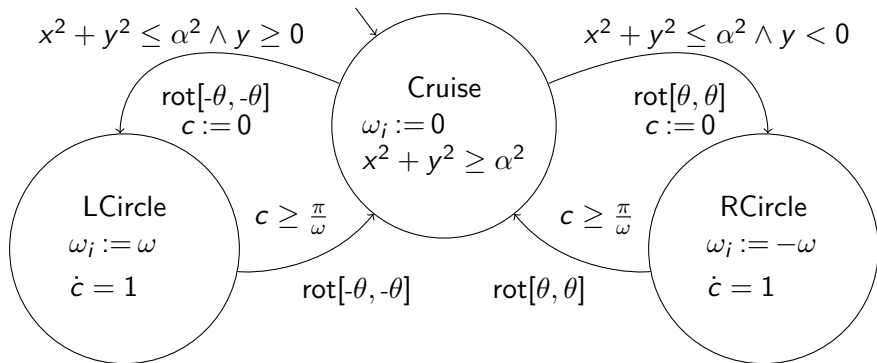 x² + y² ≤ α² ∧ y ≥ 0
x² + y² ≤ α² ∧ y < 0
rot[-θ, -θ]
c := 0
Cruise
ωᵢ := 0
x² + y² ≥ α²
rot[θ, θ]
c := 0
LCircle
ωᵢ := ω
ċ = 1
c ≥ π/ω
rot[-θ, -θ]
c ≥ π/ω
rot[θ, θ]
RCircle
ωᵢ := −ω
ċ = 1